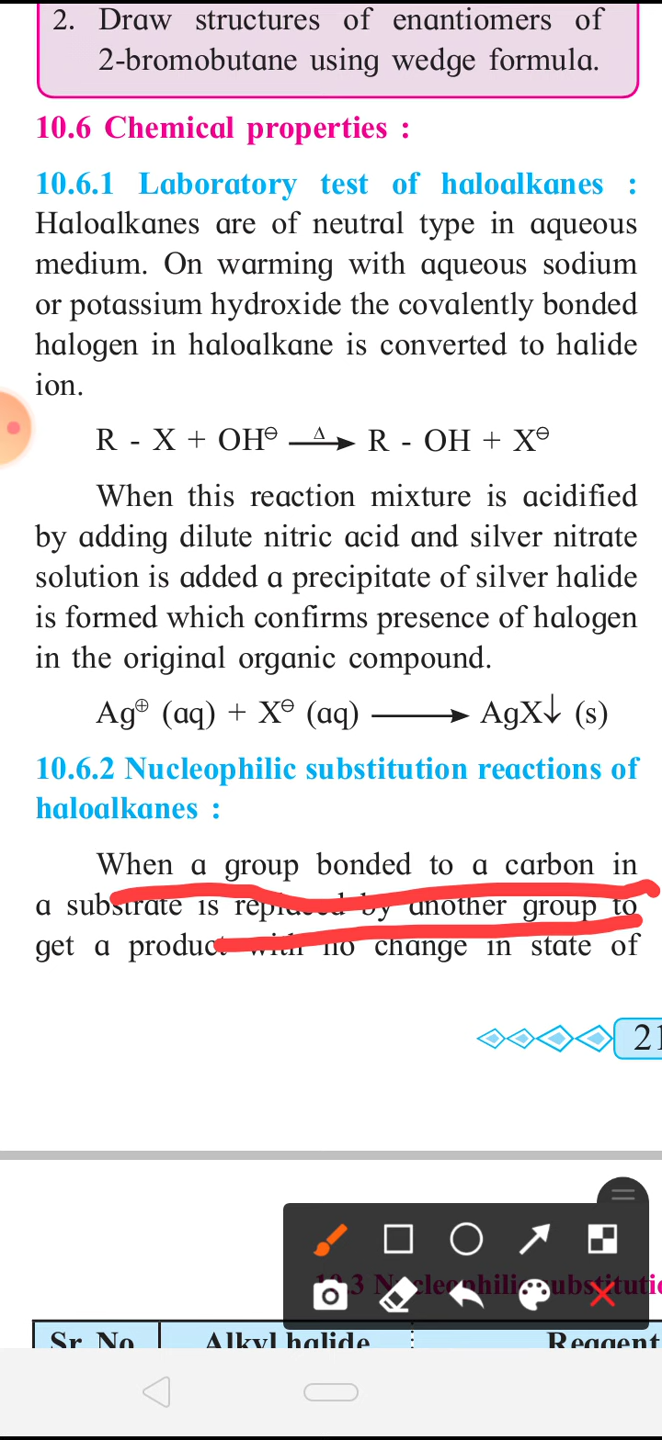 2. Draw structures of enantiomers of
2-bromobutane using wedge formula.
10.6 Chemical properties :
10.6.1 Laboratory test of haloalkanes :
Haloalkanes are of neutral type in aqueous
medium. On warming with aqueous sodium
or potassium hydroxide the covalently bonded
halogen in haloalkane is converted to halide
ion.
R - X + OH⊖ —Δ→ R - OH + X⊖
When this reaction mixture is acidified
by adding dilute nitric acid and silver nitrate
solution is added a precipitate of silver halide
is formed which confirms presence of halogen
in the original organic compound.
Ag⊕ (aq) + X⊖ (aq) ⟶ AgX↓ (s)
10.6.2 Nucleophilic substitution reactions of
haloalkanes :
When a group bonded to a carbon in
a substrate is replaced by another group to
get a product with no change in state of
21
Sr. No. Alkyl halide Reagent